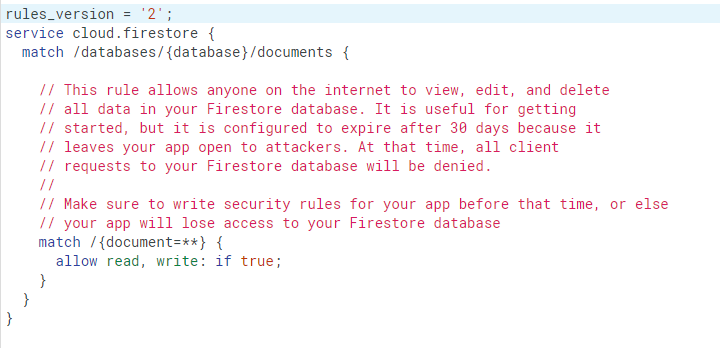 rules_version = '2';
service cloud.firestore {
  match /databases/{database}/documents {

    // This rule allows anyone on the internet to view, edit, and delete
    // all data in your Firestore database. It is useful for getting
    // started, but it is configured to expire after 30 days because it
    // leaves your app open to attackers. At that time, all client
    // requests to your Firestore database will be denied.
    //
    // Make sure to write security rules for your app before that time, or else
    // your app will lose access to your Firestore database
    match /{document=**} {
      allow read, write: if true;
    }
  }
}